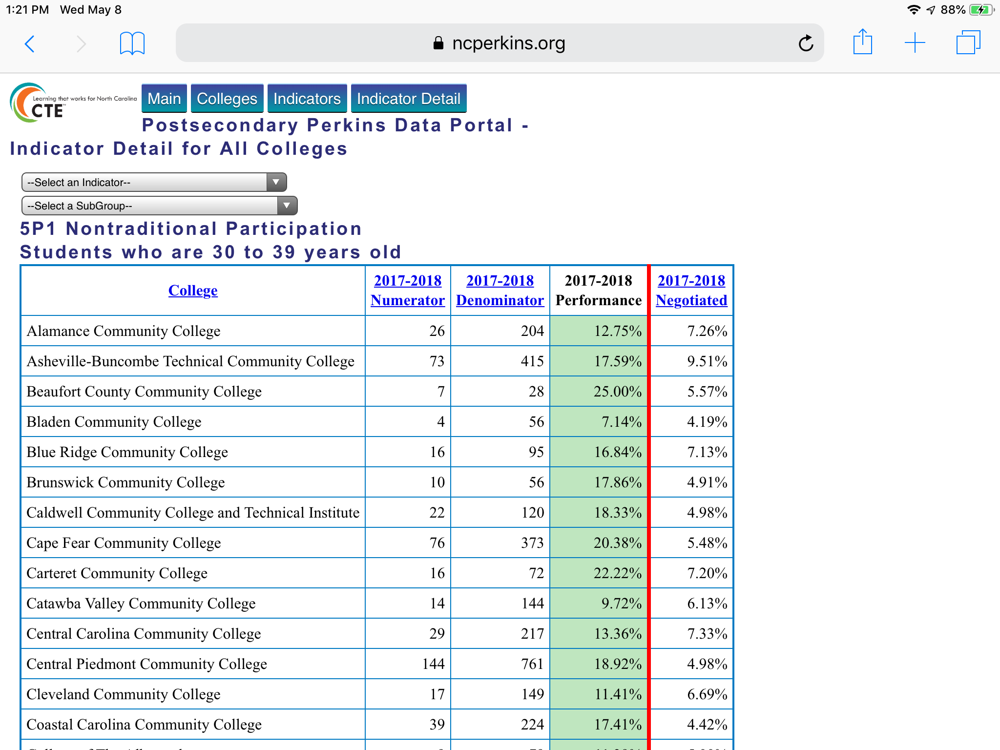 1:21 PM Wed May 8 88%
ncperkins.org
Learning that works for North Carolina
CTE™
Main Colleges Indicators Indicator Detail
Postsecondary Perkins Data Portal -
Indicator Detail for All Colleges
--Select an Indicator--
--Select a SubGroup--
5P1 Nontraditional Participation
Students who are 30 to 39 years old
College 2017-2018 Numerator 2017-2018 Denominator 2017-2018 Performance 2017-2018 Negotiated
Alamance Community College 26 204 12.75% 7.26%
Asheville-Buncombe Technical Community College 73 415 17.59% 9.51%
Beaufort County Community College 7 28 25.00% 5.57%
Bladen Community College 4 56 7.14% 4.19%
Blue Ridge Community College 16 95 16.84% 7.13%
Brunswick Community College 10 56 17.86% 4.91%
Caldwell Community College and Technical Institute 22 120 18.33% 4.98%
Cape Fear Community College 76 373 20.38% 5.48%
Carteret Community College 16 72 22.22% 7.20%
Catawba Valley Community College 14 144 9.72% 6.13%
Central Carolina Community College 29 217 13.36% 7.33%
Central Piedmont Community College 144 761 18.92% 4.98%
Cleveland Community College 17 149 11.41% 6.69%
Coastal Carolina Community College 39 224 17.41% 4.42%